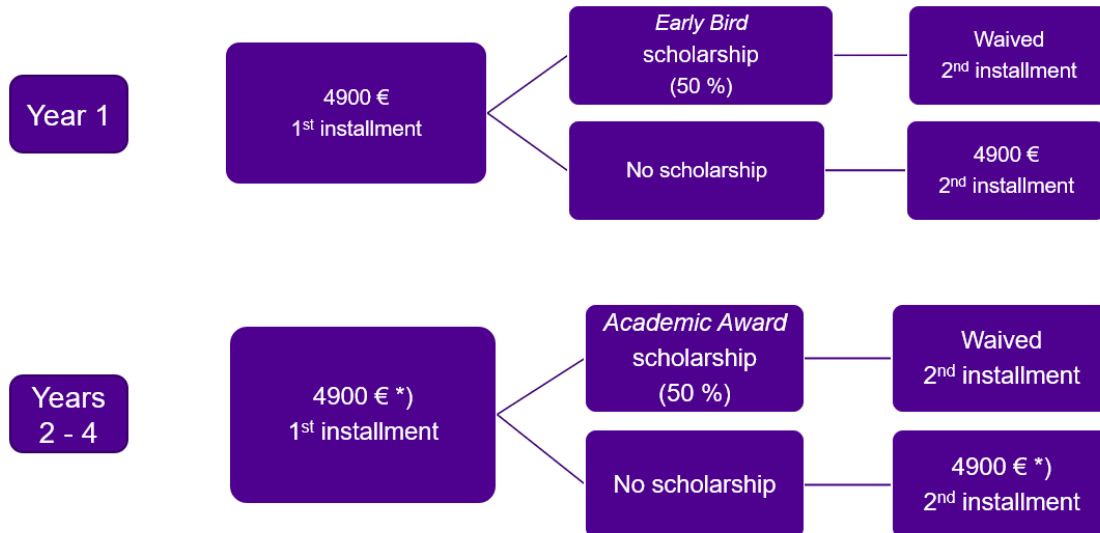 Year 1
4900 €
1st installment
Early Bird
scholarship
(50 %)
Waived
2nd installment
No scholarship
4900 €
2nd installment
Years
2 - 4
4900 € *)
1st installment
Academic Award
scholarship
(50 %)
Waived
2nd installment
No scholarship
4900 € *)
2nd installment